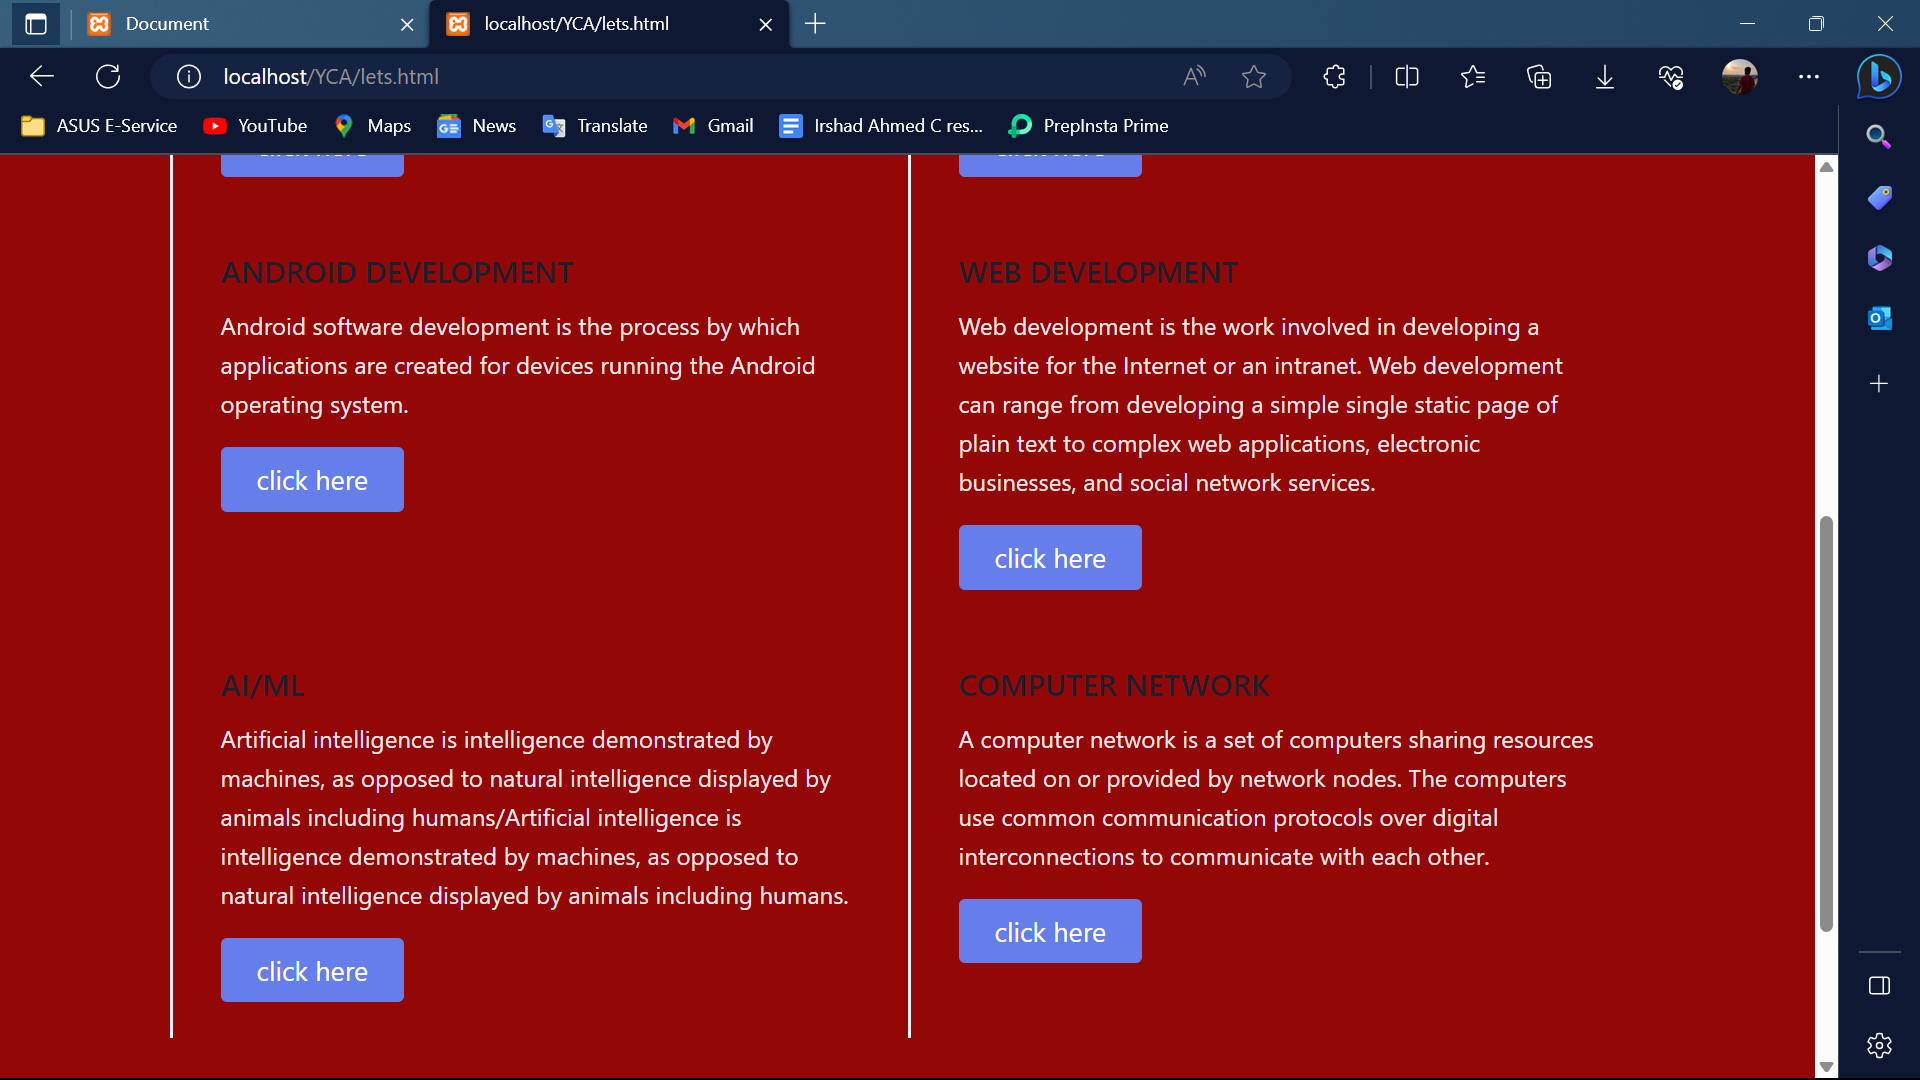 Document
localhost/YCA/lets.html
localhost/YCA/lets.html
ASUS E-Service
YouTube
Maps
News
Translate
Gmail
Irshad Ahmed C res...
PrepInsta Prime
ANDROID DEVELOPMENT
Android software development is the process by which
applications are created for devices running the Android
operating system.
click here
WEB DEVELOPMENT
Web development is the work involved in developing a
website for the Internet or an intranet. Web development
can range from developing a simple single static page of
plain text to complex web applications, electronic
businesses, and social network services.
click here
AI/ML
Artificial intelligence is intelligence demonstrated by
machines, as opposed to natural intelligence displayed by
animals including humans/Artificial intelligence is
intelligence demonstrated by machines, as opposed to
natural intelligence displayed by animals including humans.
click here
COMPUTER NETWORK
A computer network is a set of computers sharing resources
located on or provided by network nodes. The computers
use common communication protocols over digital
interconnections to communicate with each other.
click here